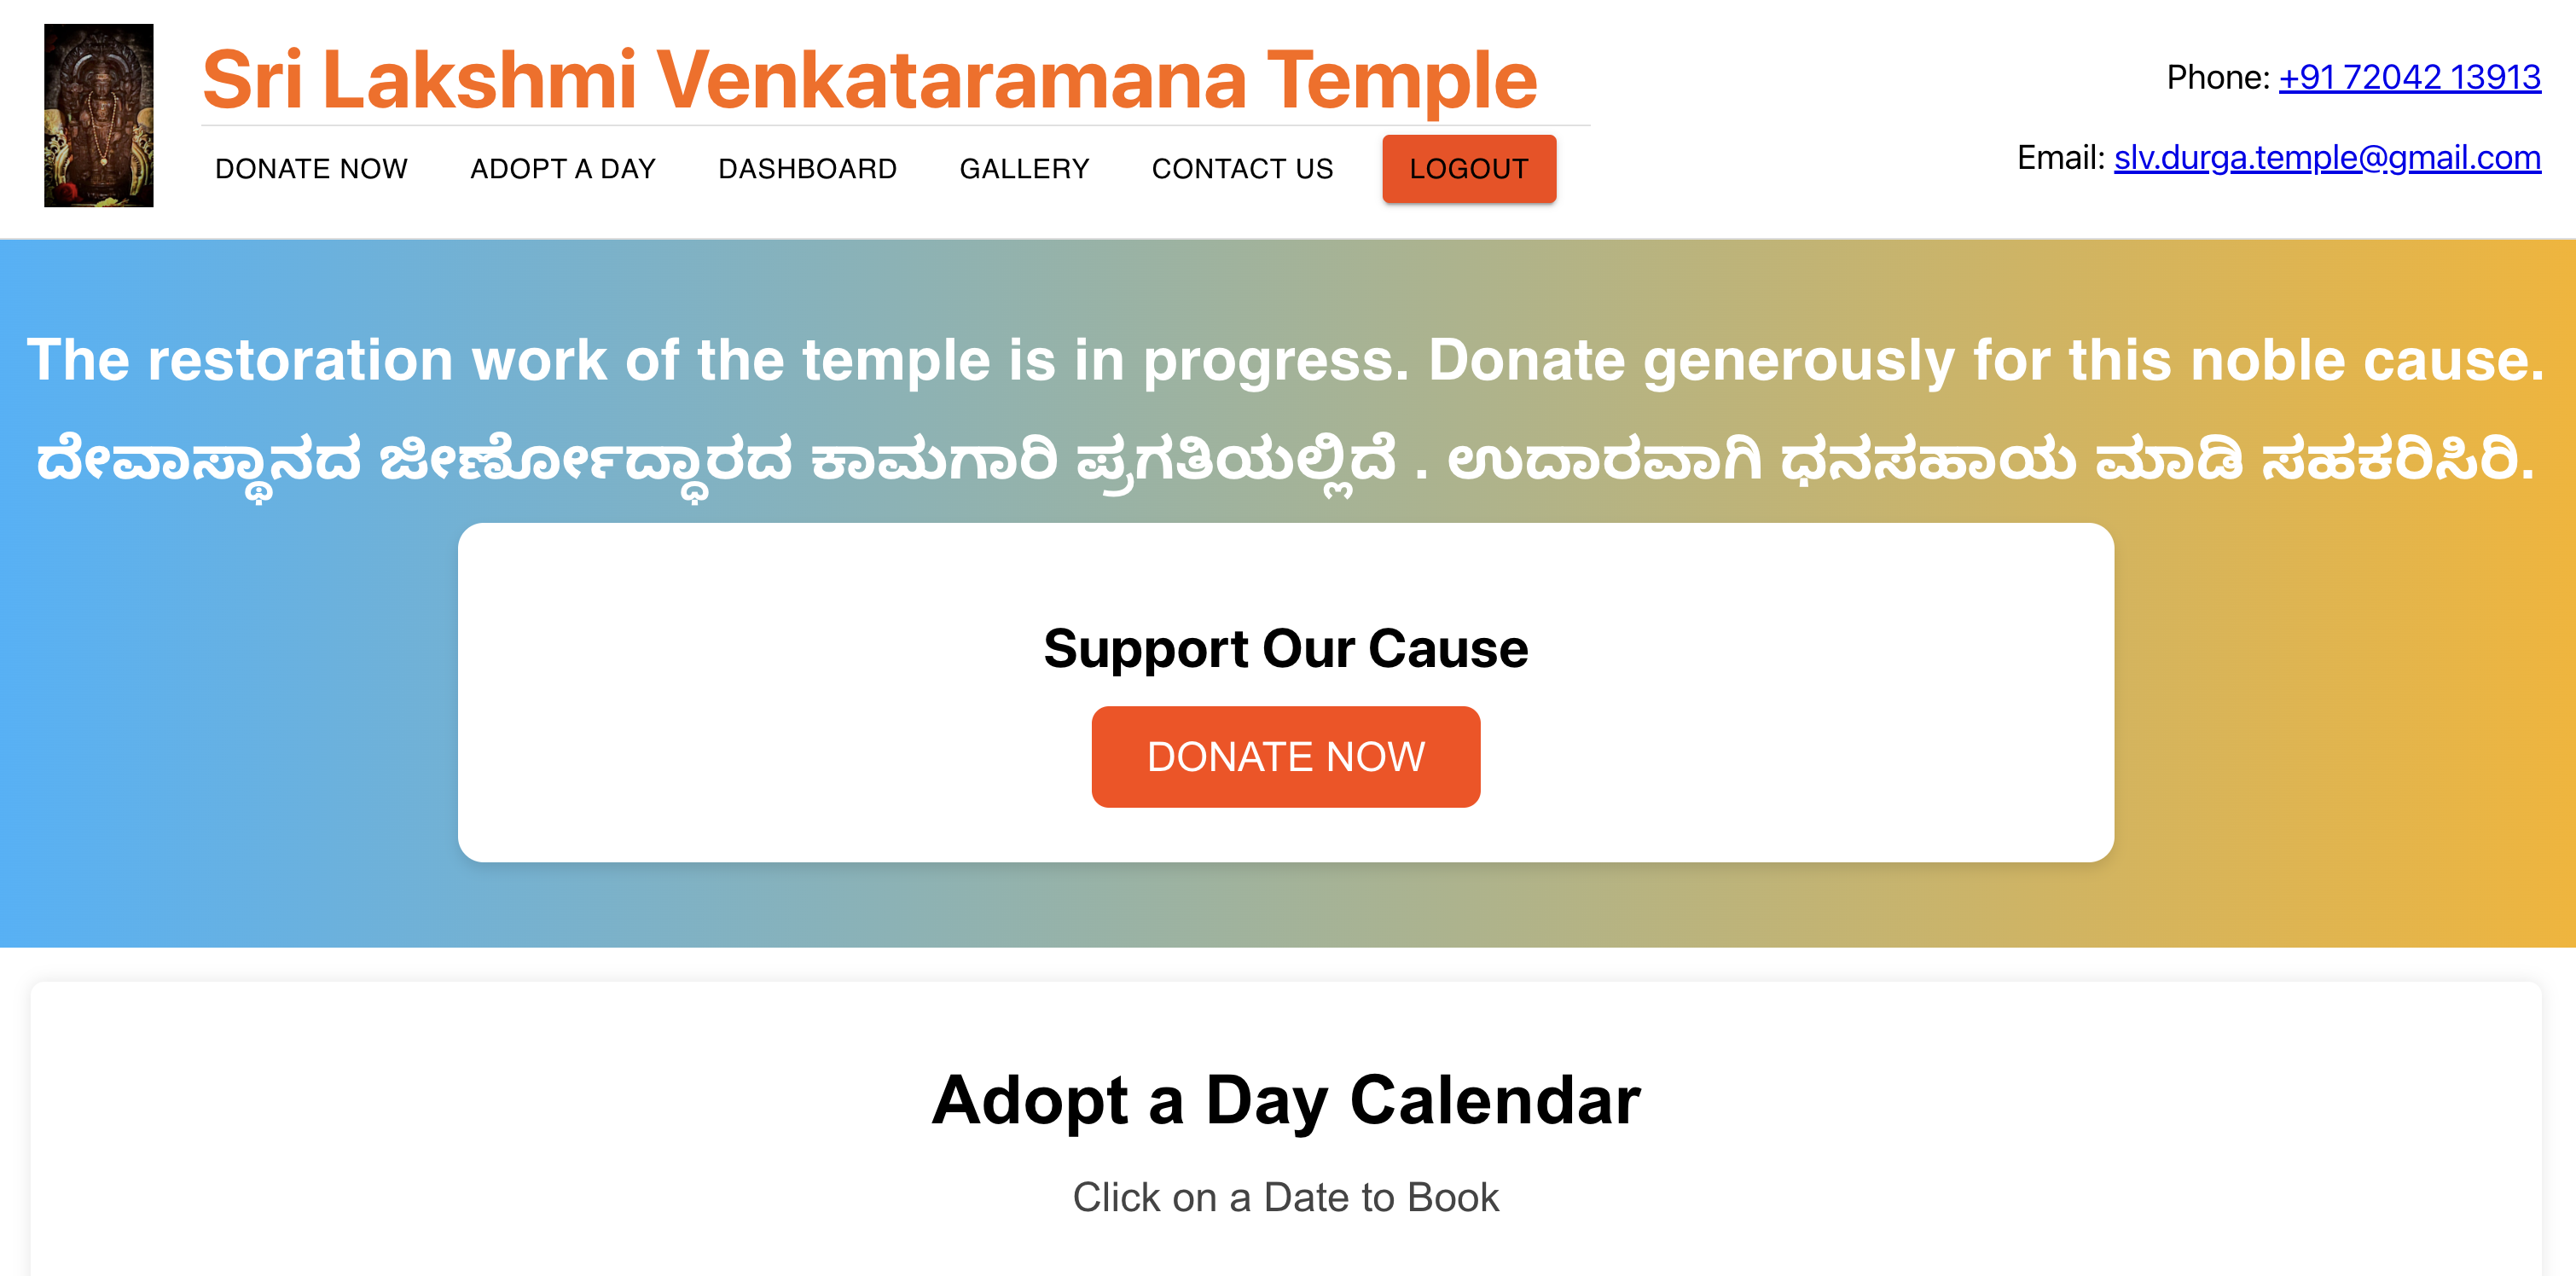 Sri Lakshmi Venkataramana Temple
DONATE NOW ADOPT A DAY DASHBOARD GALLERY CONTACT US LOGOUT
Phone: +91 72042 13913
Email: slv.durga.temple@gmail.com
The restoration work of the temple is in progress. Donate generously for this noble cause.
ದೇವಾಸ್ಥಾನದ ಜೀರ್ಣೋದ್ಧಾರದ ಕಾಮಗಾರಿ ಪ್ರಗತಿಯಲ್ಲಿದೆ . ಉದಾರವಾಗಿ ಧನಸಹಾಯ ಮಾಡಿ ಸಹಕರಿಸಿರಿ.
Support Our Cause
DONATE NOW
Adopt a Day Calendar
Click on a Date to Book